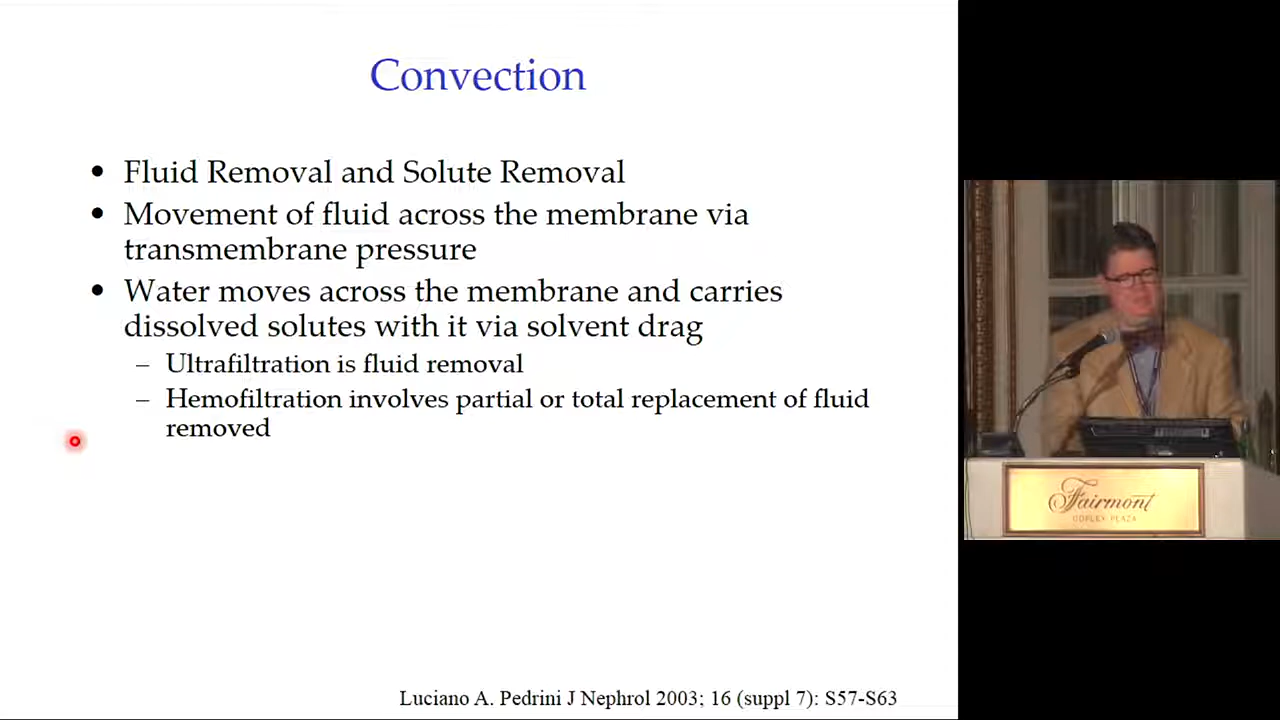 Convection
• Fluid Removal and Solute Removal
• Movement of fluid across the membrane via
transmembrane pressure
• Water moves across the membrane and carries
dissolved solutes with it via solvent drag
– Ultrafiltration is fluid removal
– Hemofiltration involves partial or total replacement of fluid
removed
Luciano A. Pedrini J Nephrol 2003; 16 (suppl 7): S57-S63
Fairmont
COPLEY PLAZA